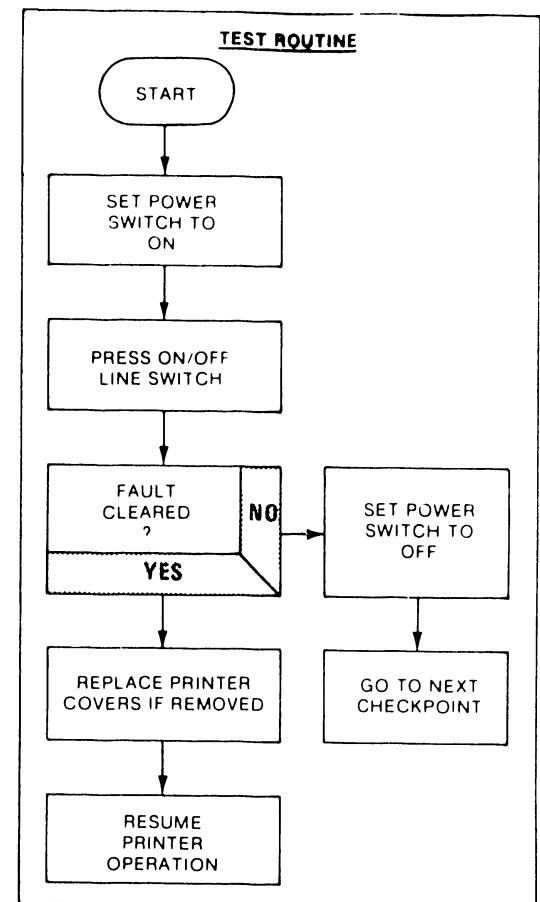 TEST ROUTINE
START
SET POWER
SWITCH TO
ON
PRESS ON/OFF
LINE SWITCH
FAULT
CLEARED
?
NO
YES
SET POWER
SWITCH TO
OFF
REPLACE PRINTER
COVERS IF REMOVED
GO TO NEXT
CHECKPOINT
RESUME
PRINTER
OPERATION